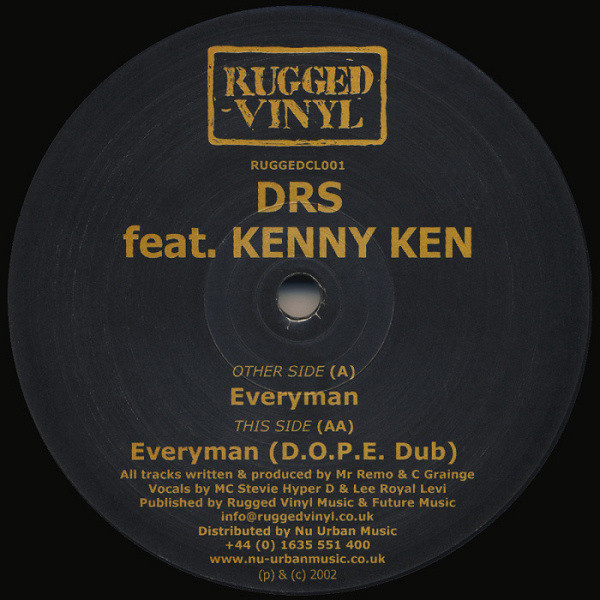 RUGGED
VINYL
RUGGEDCL001
DRS
feat. KENNY KEN
OTHER SIDE (A)
Everyman
THIS SIDE (AA)
Everyman (D.O.P.E. Dub)
All tracks written & produced by Mr Remo & C Grainge
Vocals by MC Stevie Hyper D & Lee Royal Levi
Published by Rugged Vinyl Music & Future Music
info@ruggedvinyl.co.uk
Distributed by Nu Urban Music
+44 (0) 1635 551 400
www.nu-urbanmusic.co.uk
(p) & (c) 2002